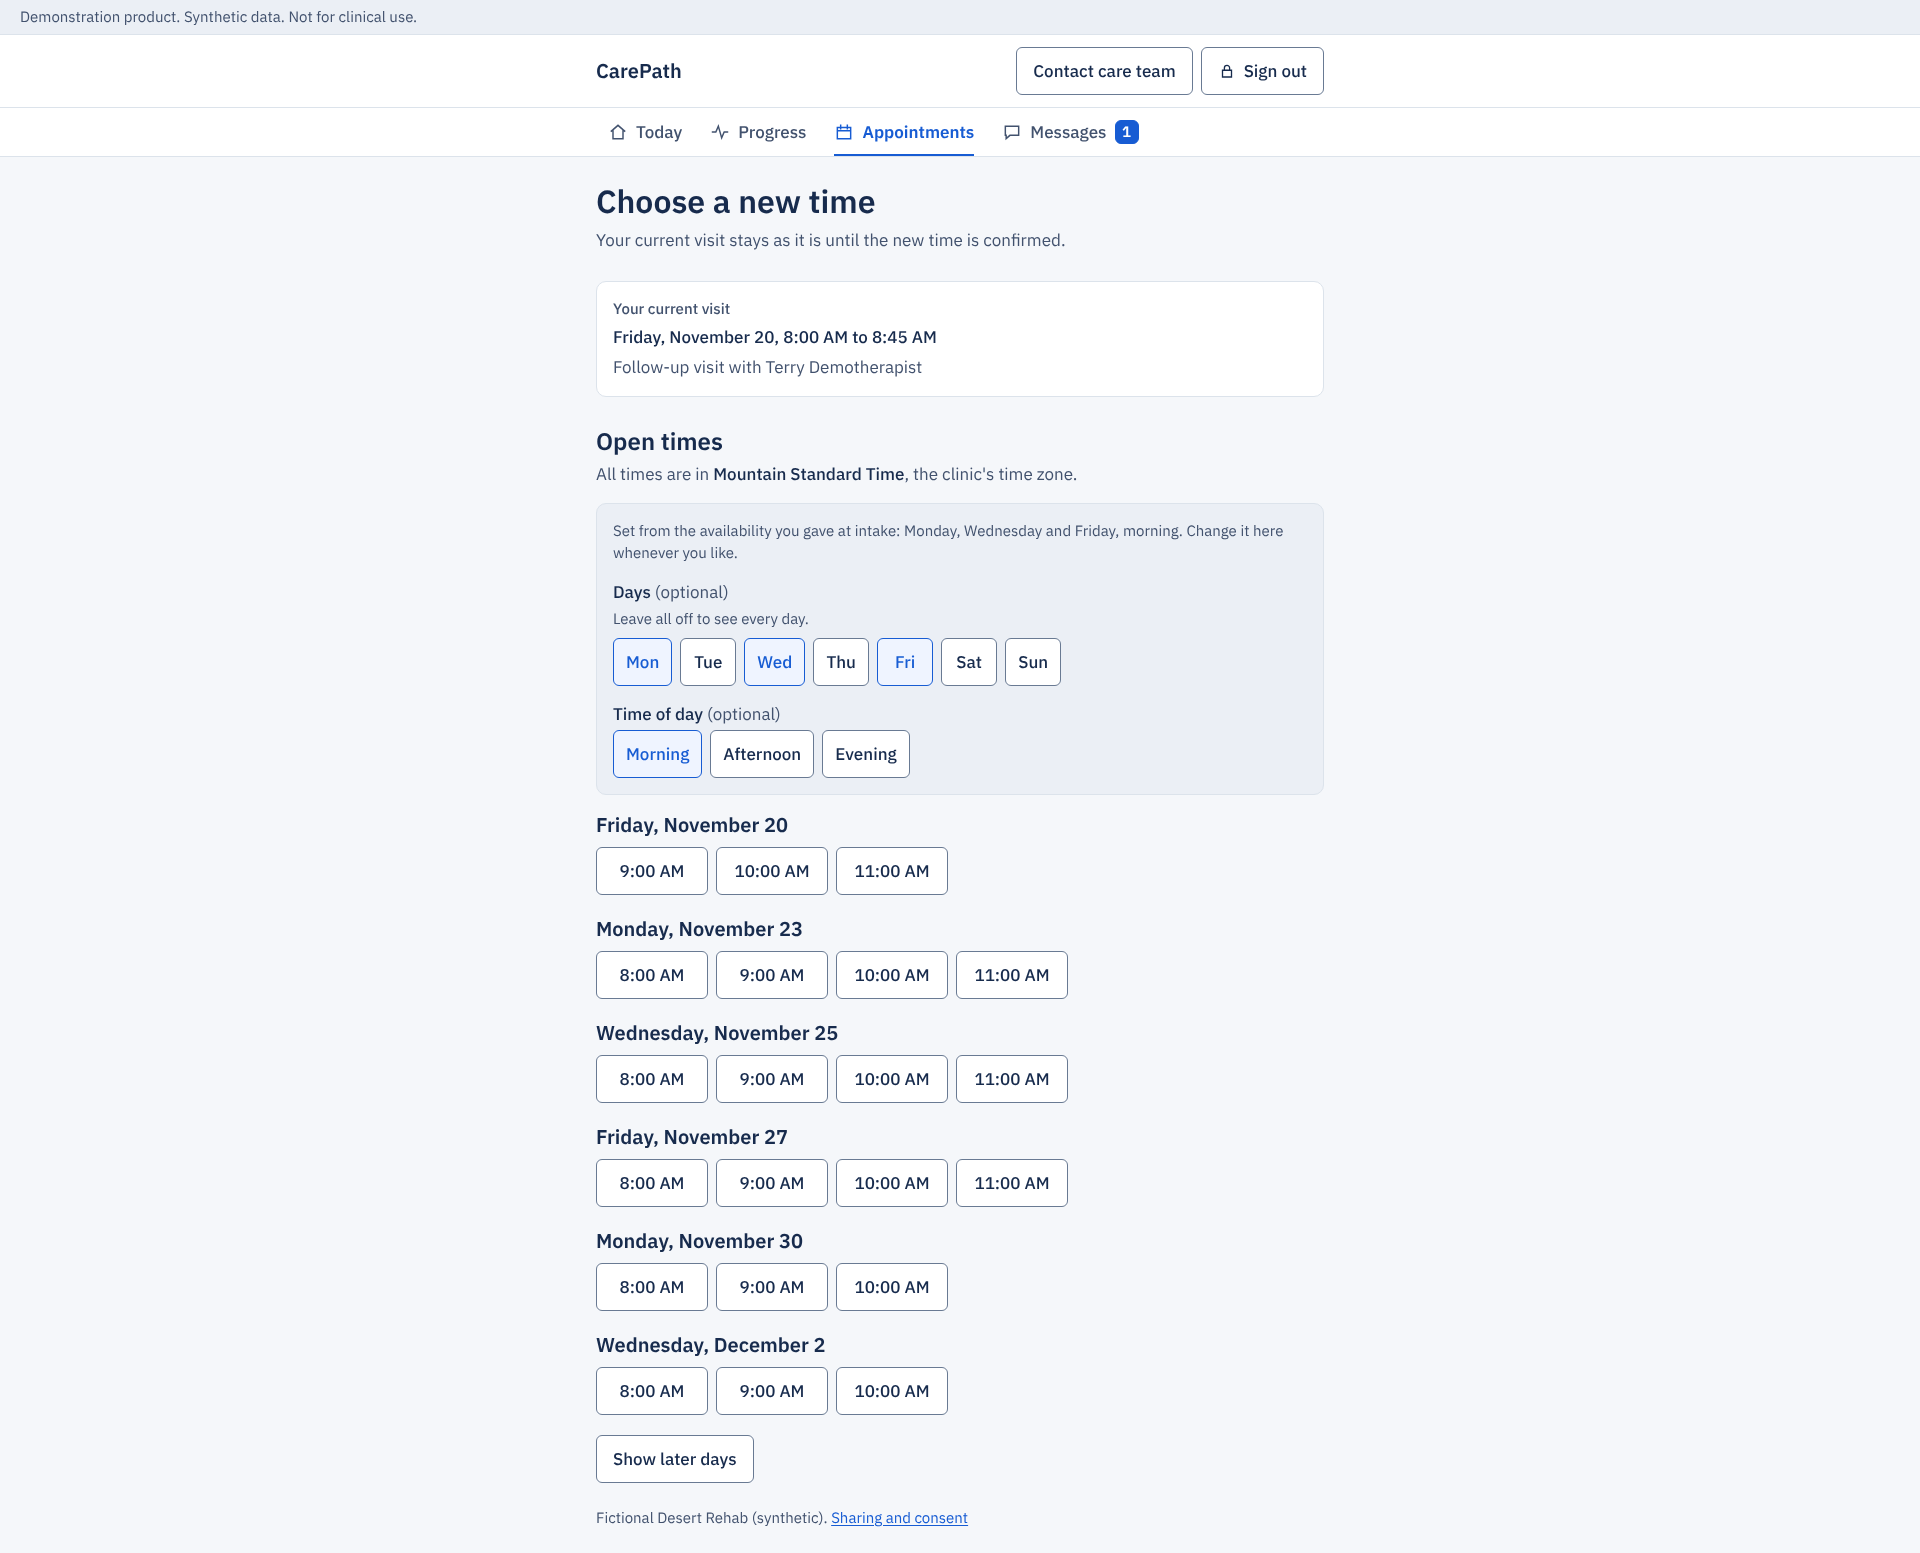 Demonstration product. Synthetic data. Not for clinical use.
CarePath
Contact care team
Sign out
Today
Progress
Appointments
Messages 1
Choose a new time
Your current visit stays as it is until the new time is confirmed.
Your current visit
Friday, November 20, 8:00 AM to 8:45 AM
Follow-up visit with Terry Demotherapist
Open times
All times are in Mountain Standard Time, the clinic's time zone.
Set from the availability you gave at intake: Monday, Wednesday and Friday, morning. Change it here
whenever you like.
Days (optional)
Leave all off to see every day.
Mon Tue Wed Thu Fri Sat Sun
Time of day (optional)
Morning Afternoon Evening
Friday, November 20
9:00 AM 10:00 AM 11:00 AM
Monday, November 23
8:00 AM 9:00 AM 10:00 AM 11:00 AM
Wednesday, November 25
8:00 AM 9:00 AM 10:00 AM 11:00 AM
Friday, November 27
8:00 AM 9:00 AM 10:00 AM 11:00 AM
Monday, November 30
8:00 AM 9:00 AM 10:00 AM
Wednesday, December 2
8:00 AM 9:00 AM 10:00 AM
Show later days
Fictional Desert Rehab (synthetic). Sharing and consent